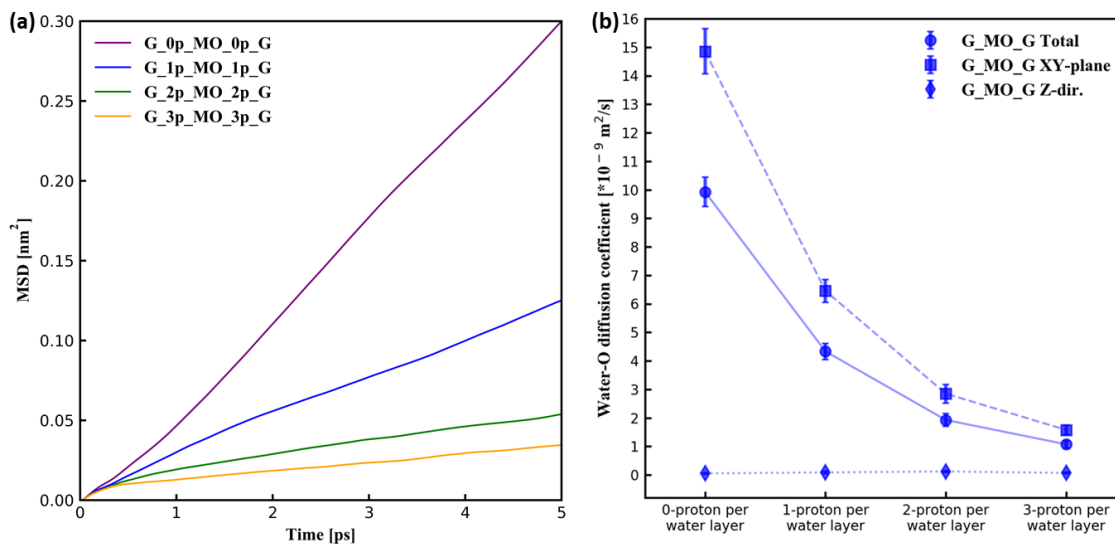 (a)
0.30
0.25
0.20
0.15
0.10
0.05
0.00
MSD [nm²]
G_0p_MO_0p_G
G_1p_MO_1p_G
G_2p_MO_2p_G
G_3p_MO_3p_G
0 1 2 3 4 5
Time [ps]
(b)
16
15
14
13
12
11
10
9
8
7
6
5
4
3
2
1
0
Water-O diffusion coefficient [*10⁻⁹ m²/s]
G_MO_G Total
G_MO_G XY-plane
G_MO_G Z-dir.
0-proton per
water layer
1-proton per
water layer
2-proton per
water layer
3-proton per
water layer